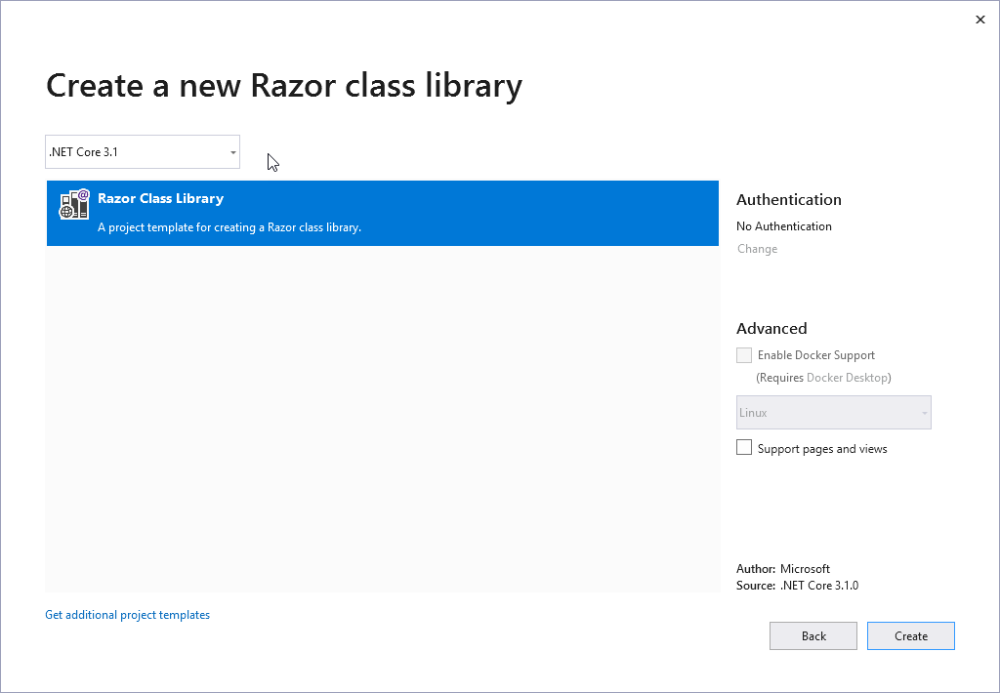 Create a new Razor class library
.NET Core 3.1
Razor Class Library
A project template for creating a Razor class library.
Authentication
No Authentication
Change
Advanced
Enable Docker Support
(Requires Docker Desktop)
Linux
Support pages and views
Author: Microsoft
Source: .NET Core 3.1.0
Get additional project templates
Back
Create